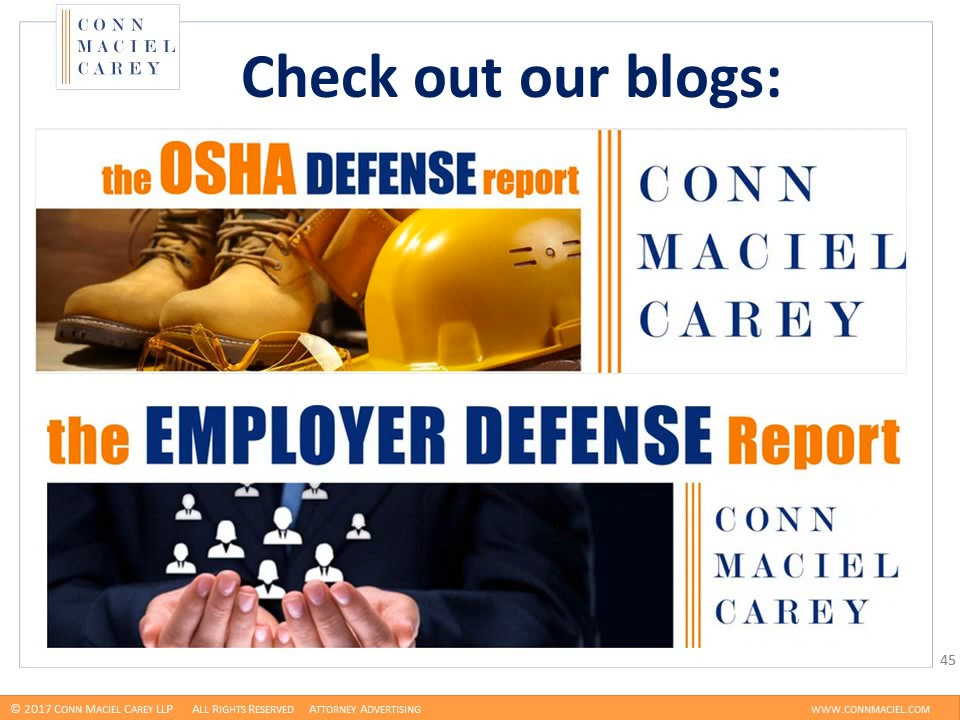 CONN
MACIEL
CAREY
Check out our blogs:
the OSHA DEFENSE report
CONN
MACIEL
CAREY
the EMPLOYER DEFENSE Report
CONN
MACIEL
CAREY
45
© 2017 CONN MACIEL CAREY LLP ALL RIGHTS RESERVED ATTORNEY ADVERTISING WWW.CONNMACIEL.COM